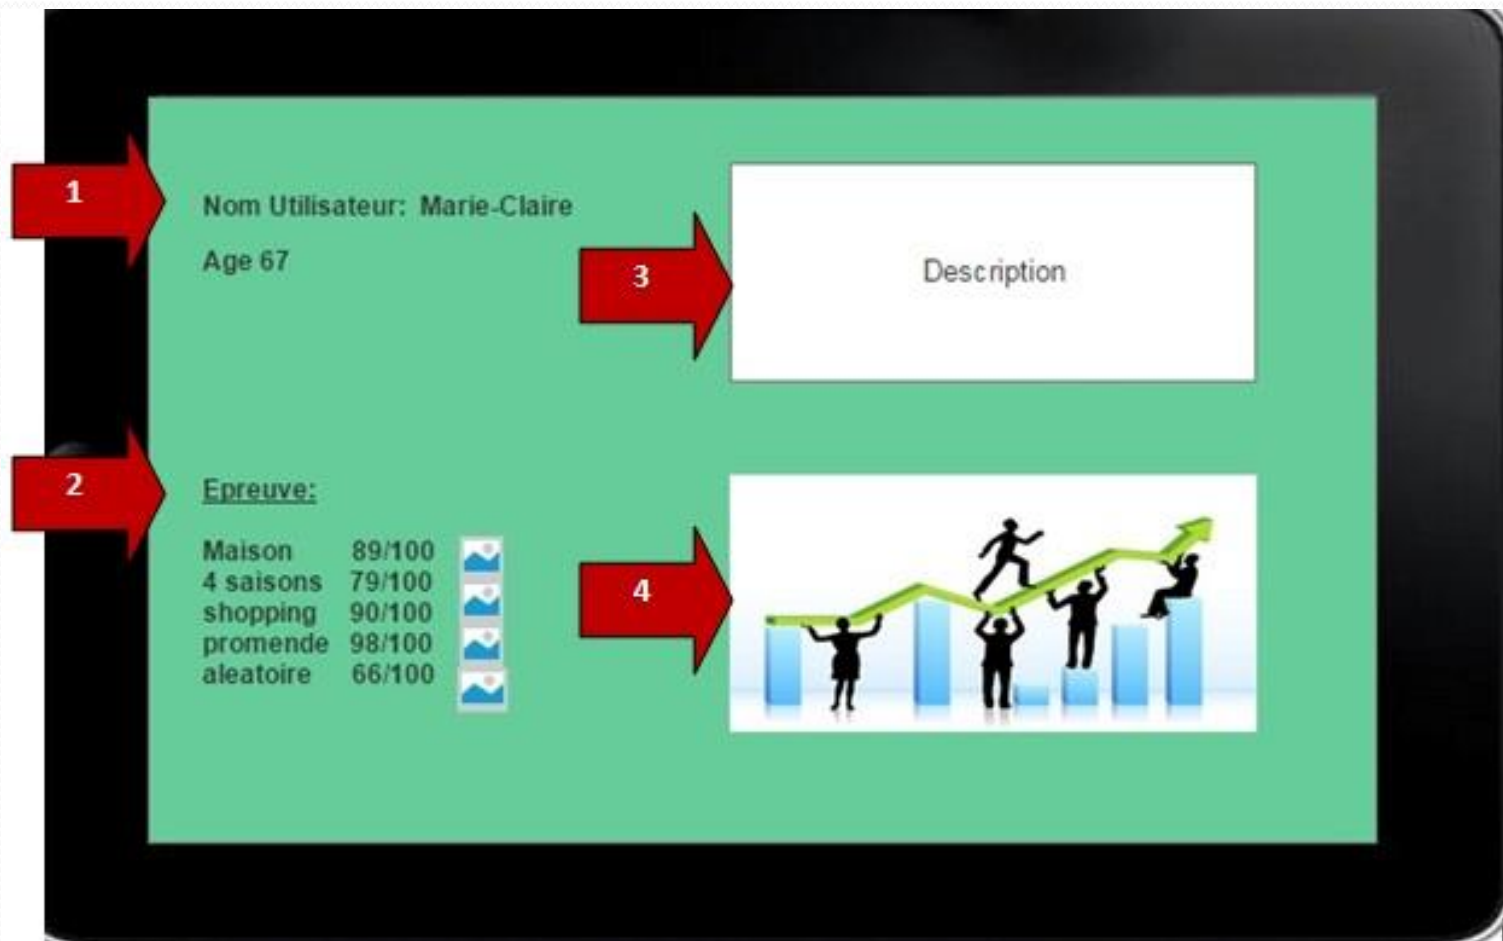 1
Nom Utilisateur: Marie-Claire
Age 67
3
Description
2
Epreuve:
Maison 89/100
4 saisons 79/100
shopping 90/100
promende 98/100
aleatoire 66/100
4